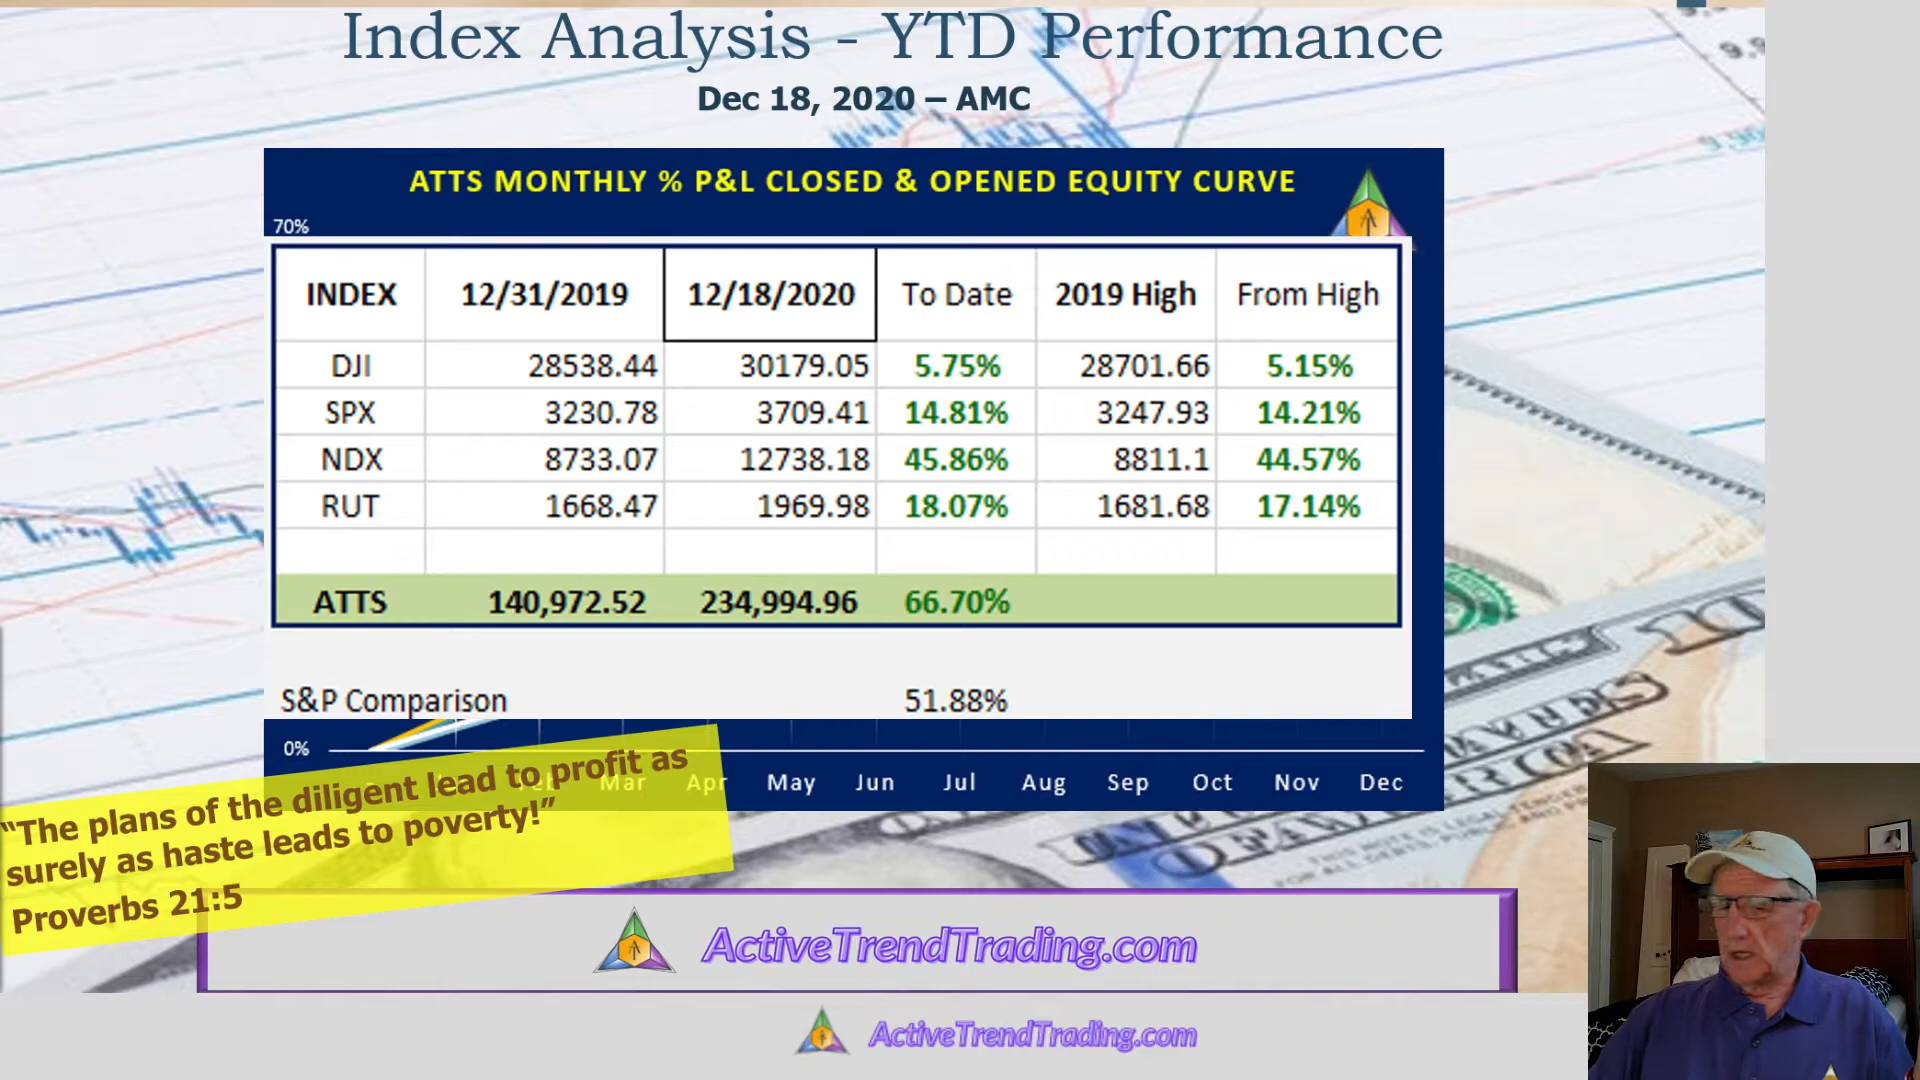 Index Analysis - YTD Performance
Dec 18, 2020 – AMC
ATTS MONTHLY % P&L CLOSED & OPENED EQUITY CURVE
70%
INDEX 12/31/2019 12/18/2020 To Date 2019 High From High
DJI 28538.44 30179.05 5.75% 28701.66 5.15%
SPX 3230.78 3709.41 14.81% 3247.93 14.21%
NDX 8733.07 12738.18 45.86% 8811.1 44.57%
RUT 1668.47 1969.98 18.07% 1681.68 17.14%
ATTS 140,972.52 234,994.96 66.70%
S&P Comparison 51.88%
0%
Feb Mar Apr May Jun Jul Aug Sep Oct Nov Dec
“The plans of the diligent lead to profit as
surely as haste leads to poverty!”
Proverbs 21:5
ActiveTrendTrading.com
ActiveTrendTrading.com